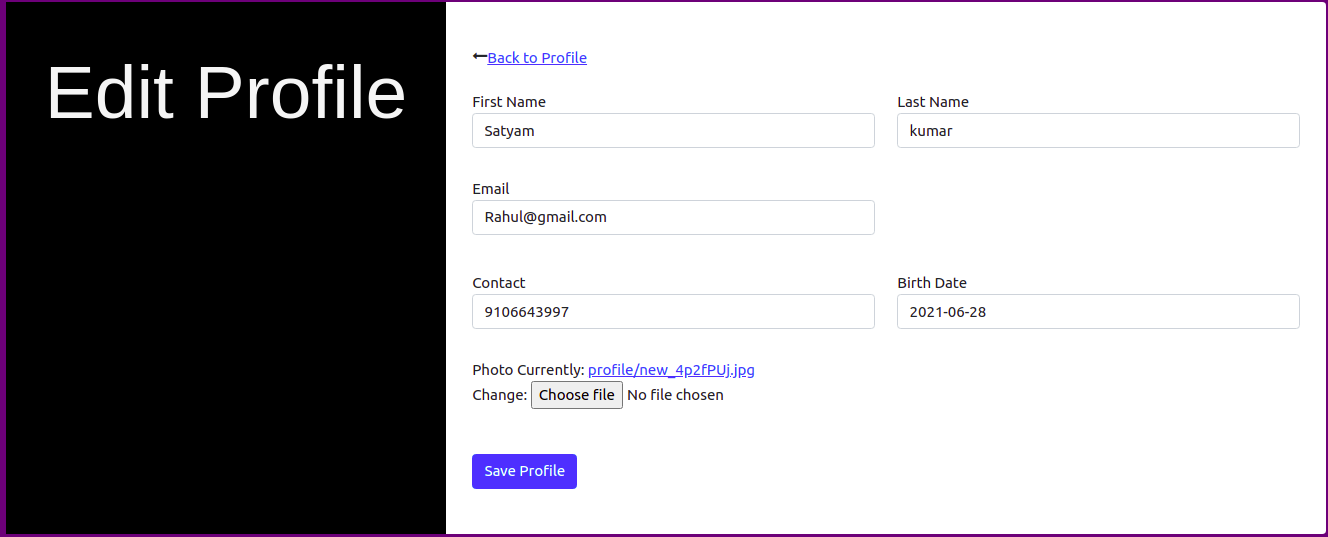 Edit Profile
Back to Profile
First Name
Last Name
Satyam
kumar
Email
Rahul@gmail.com
Contact
Birth Date
9106643997
2021-06-28
Photo Currently: profile/new_4p2fPUj.jpg
Change: Choose file No file chosen
Save Profile